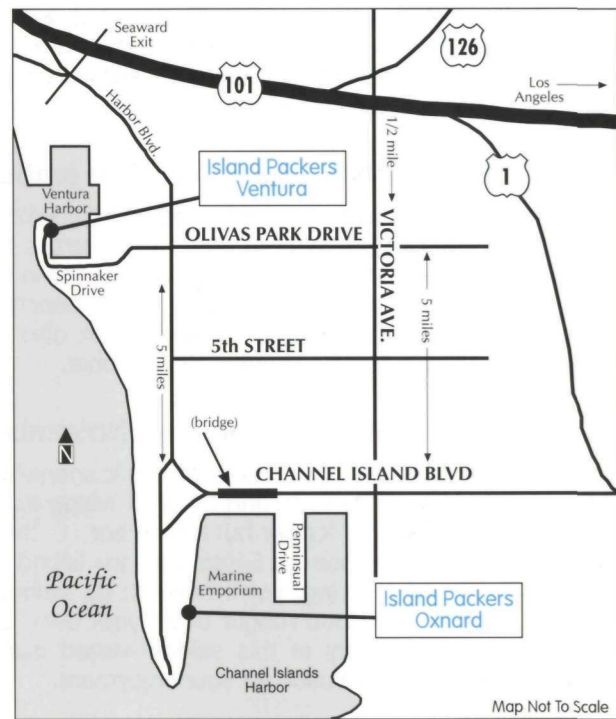 Seaward
Exit
126
101
Los
Angeles
Harbor Blvd.
1/2 mile
1
Island Packers
Ventura
Ventura
Harbor
OLIVAS PARK DRIVE
VICTORIA AVE.
Spinnaker
Drive
5 miles
5 miles
5th STREET
(bridge)
N
CHANNEL ISLAND BLVD
Penninsual
Drive
Pacific
Ocean
Marine
Emporium
Island Packers
Oxnard
Channel Islands
Harbor
Map Not To Scale